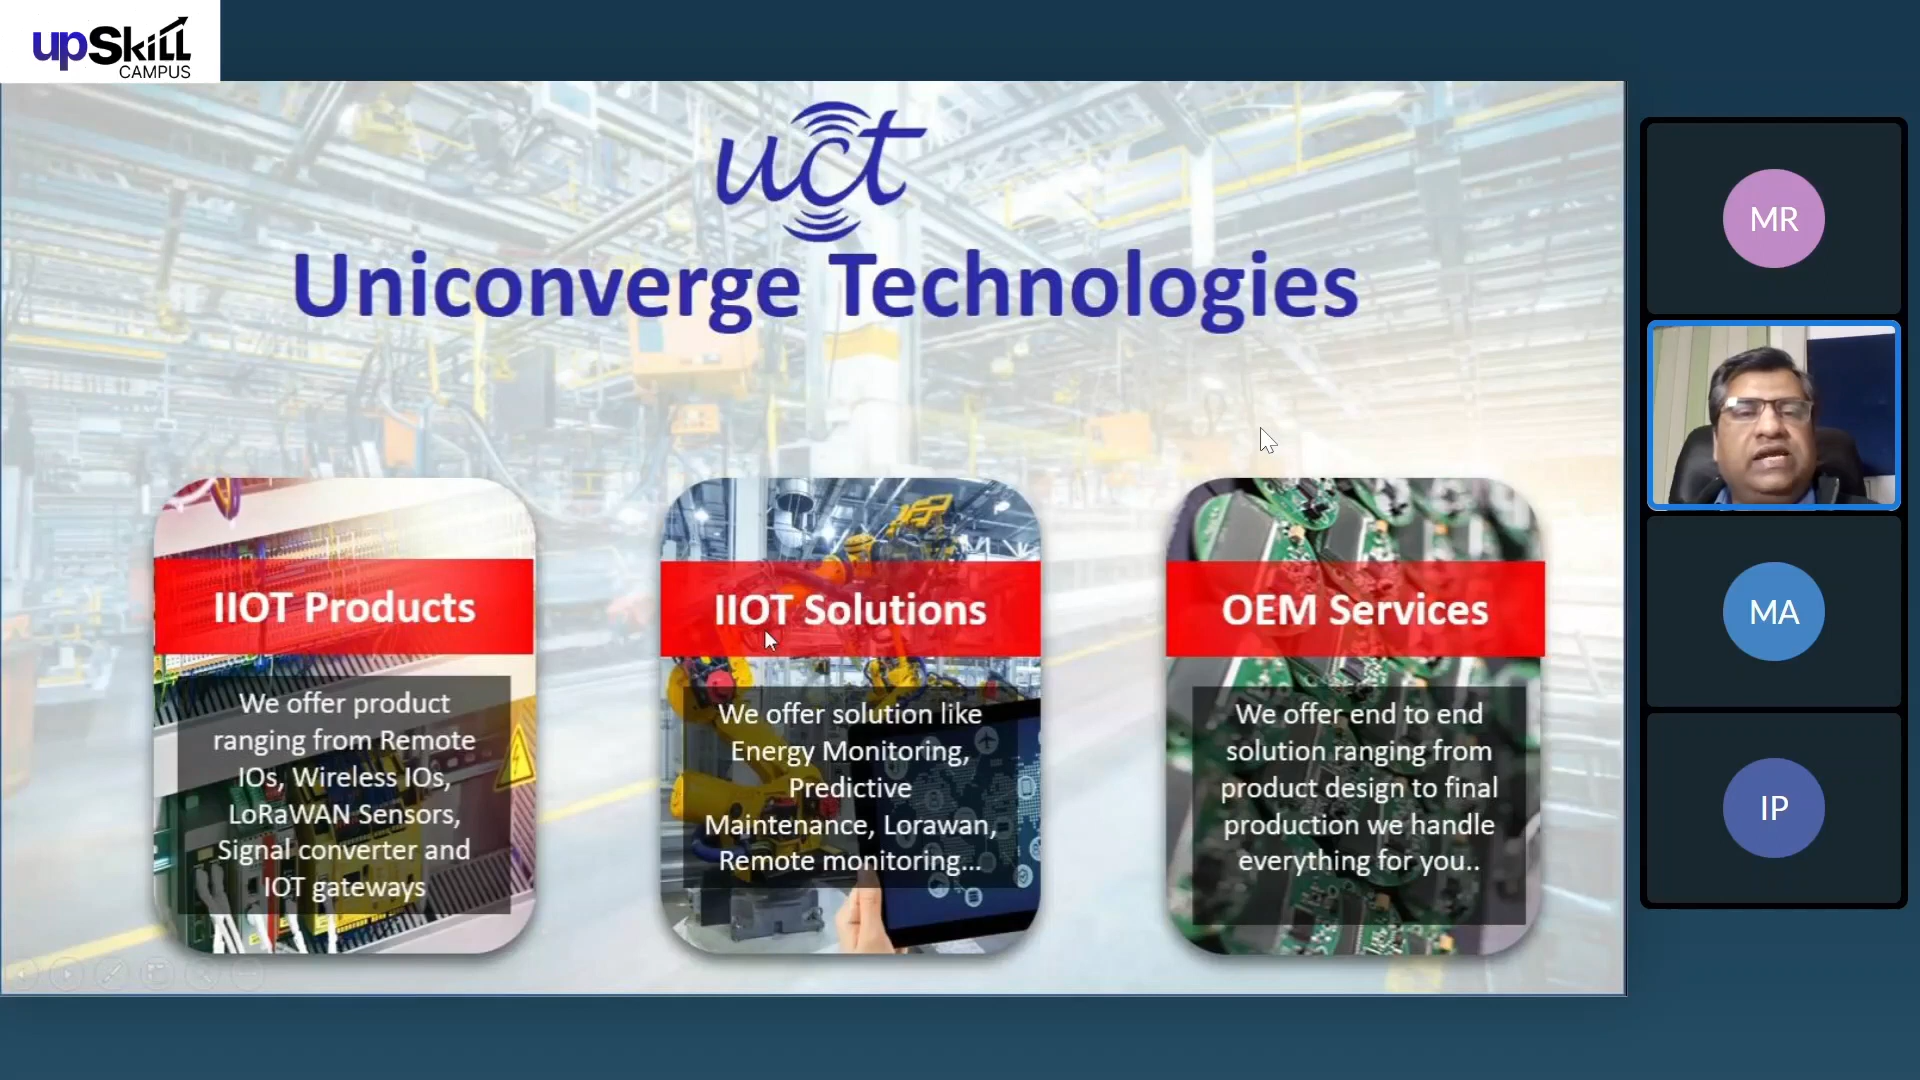 upSkill
CAMPUS
uct
Uniconverge Technologies
IIOT Products
We offer product
ranging from Remote
IOs, Wireless IOs,
LoRaWAN Sensors,
Signal converter and
IOT gateways
IIOT Solutions
We offer solution like
Energy Monitoring,
Predictive
Maintenance, Lorawan,
Remote monitoring...
OEM Services
We offer end to end
solution ranging from
product design to final
production we handle
everything for you..
MR
MA
IP